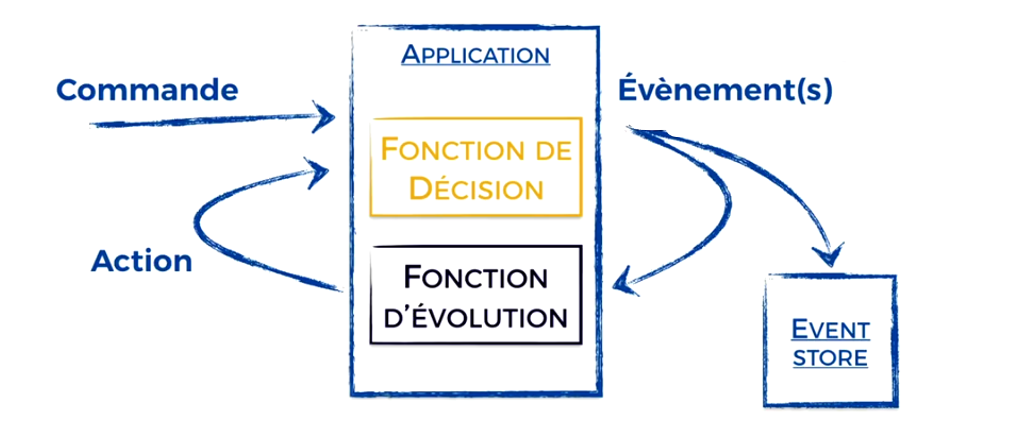 APPLICATION
Commande
Évènement(s)
FONCTION DE
DÉCISION
Action
FONCTION
D'ÉVOLUTION
EVENT
STORE